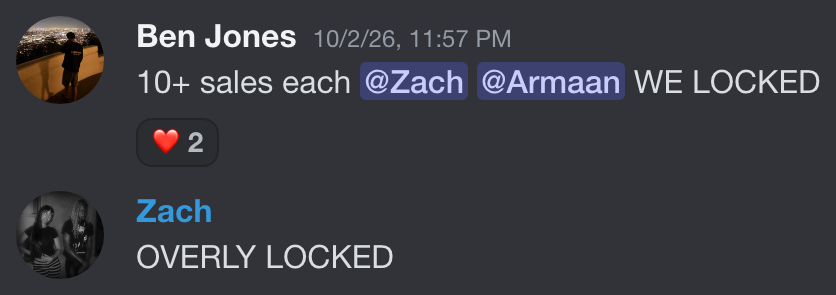 Ben Jones 10/2/26, 11:57 PM
10+ sales each @Zach @Armaan WE LOCKED
❤️ 2
Zach
OVERLY LOCKED